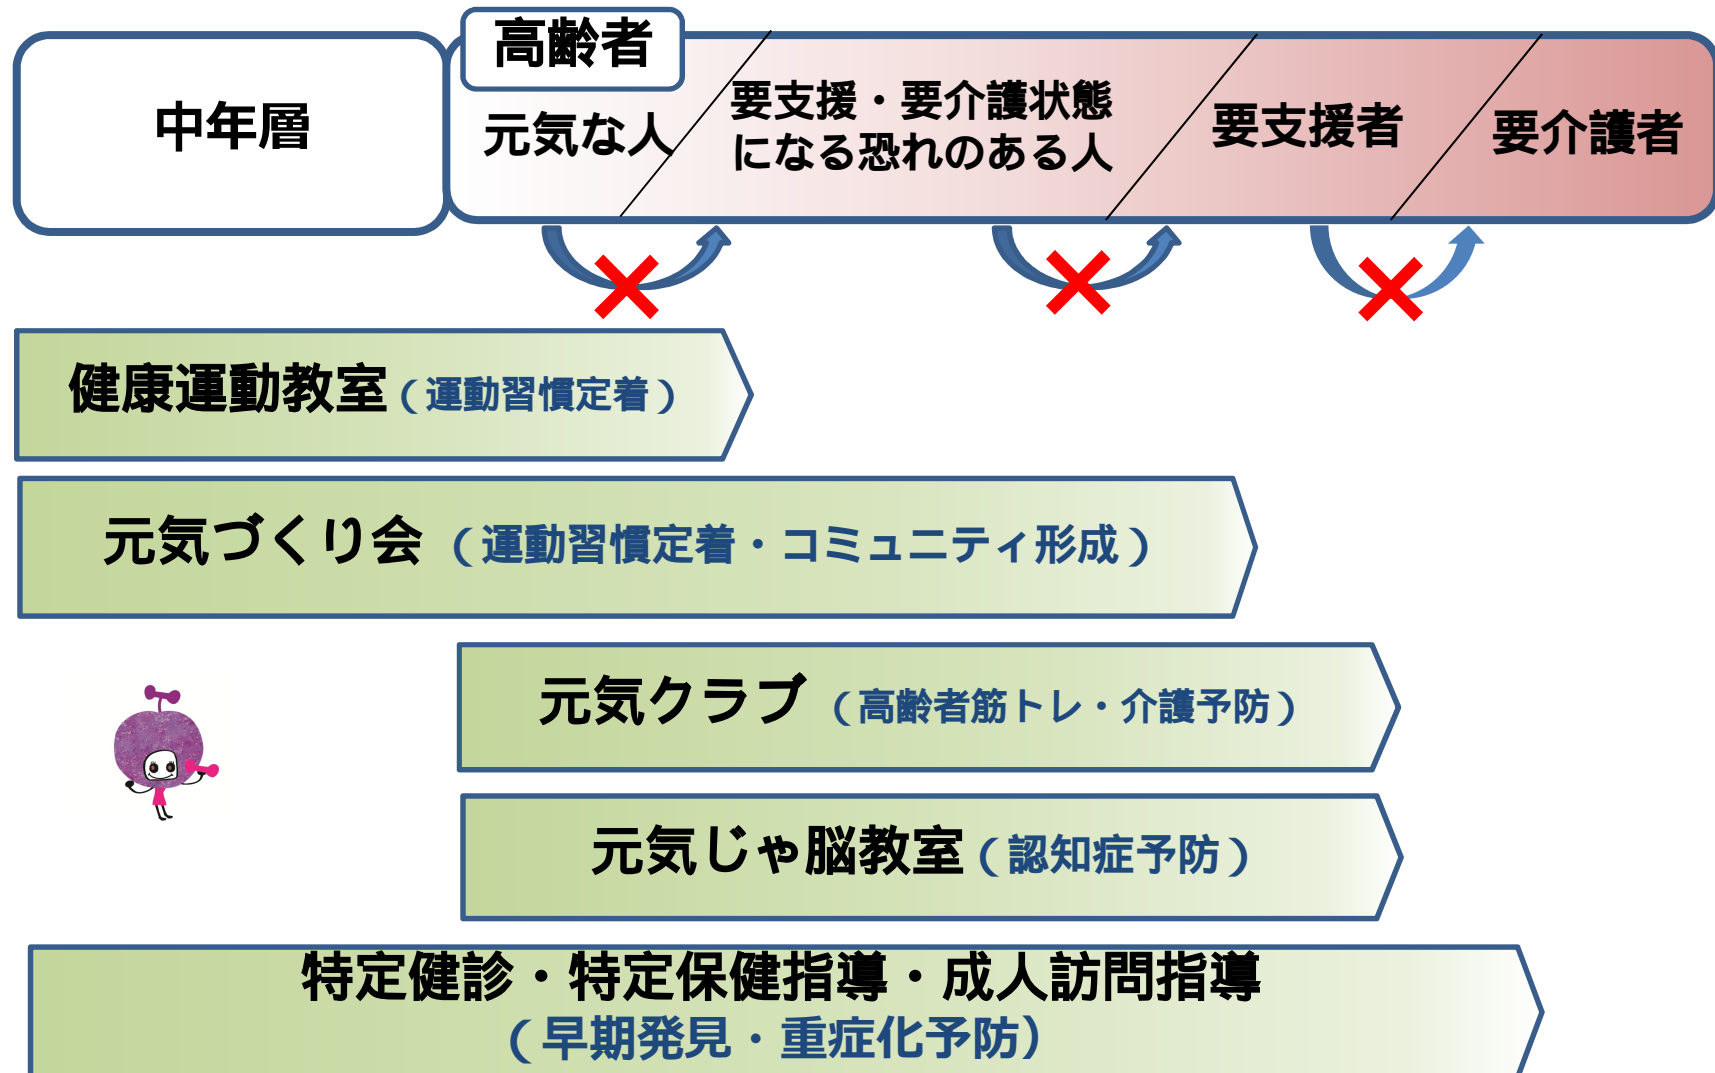 高齢者
中年層
元気な人
要支援・要介護状態
になる恐れのある人
要支援者
要介護者
健康運動教室（運動習慣定着）
元気づくり会（運動習慣定着・コミュニティ形成）
元気クラブ（高齢者筋トレ・介護予防）
元気じゃ脳教室（認知症予防）
特定健診・特定保健指導・成人訪問指導
（早期発見・重症化予防）